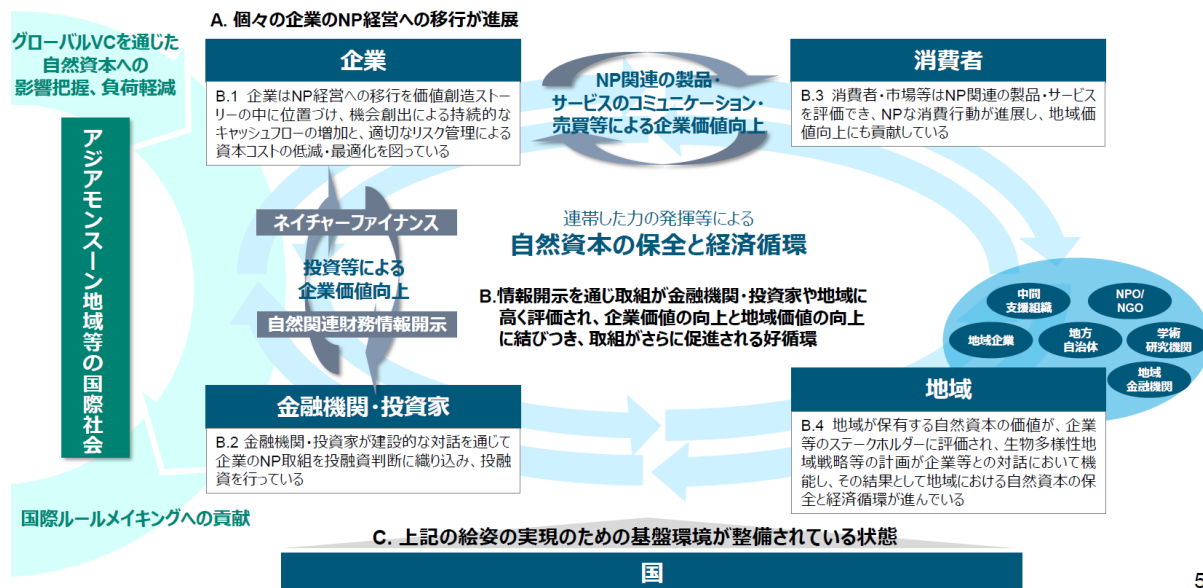 A. 個々の企業のNP経営への移行が進展
グローバルVCを通じた
自然資本への
影響把握、負荷軽減
アジアモンスーン地域等の国際社会
国際ルールメイキングへの貢献
企業
B.1 企業はNP経営への移行を価値創造ストー
リーの中に位置づけ、機会創出による持続的な
キャッシュフローの増加と、適切なリスク管理による
資本コストの低減・最適化を図っている
NP関連の製品・
サービスのコミュニケーション・
売買等による企業価値向上
消費者
B.3 消費者・市場等はNP関連の製品・サービス
を評価でき、NPな消費行動が進展し、地域価
値向上にも貢献している
ネイチャーファイナンス
投資等による
企業価値向上
自然関連財務情報開示
連帯した力の発揮等による
自然資本の保全と経済循環
B.情報開示を通じ取組が金融機関・投資家や地域に
高く評価され、企業価値の向上と地域価値の向上
に結びつき、取組がさらに促進される好循環
中間
支援組織
NPO/
NGO
地域企業
地方
自治体
学術
研究機関
地域
金融機関
金融機関・投資家
B.2 金融機関・投資家が建設的な対話を通じて
企業のNP取組を投融資判断に織り込み、投融
資を行っている
地域
B.4 地域が保有する自然資本の価値が、企業
等のステークホルダーに評価され、生物多様性地
域戦略等の計画が企業等との対話において機
能し、その結果として地域における自然資本の保
全と経済循環が進んでいる
C. 上記の絵姿の実現のための基盤環境が整備されている状態
国
5